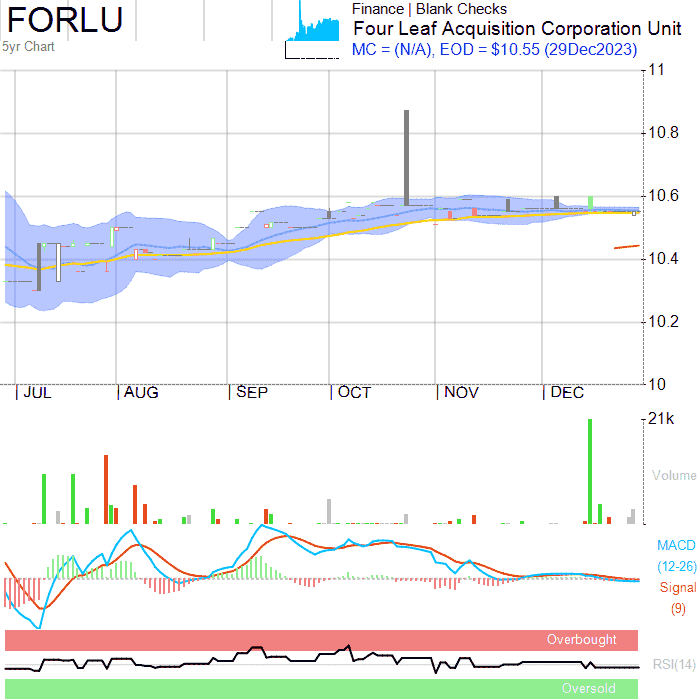 FORLU
5yr Chart
Finance | Blank Checks
Four Leaf Acquisition Corporation Unit
MC = (N/A), EOD = $10.55 (29Dec2023)
11
10.8
10.6
10.4
10.2
10
JUL AUG SEP OCT NOV DEC
21k
Volume
MACD
(12-26)
Signal
(9)
Overbought
RSI(14)
Oversold